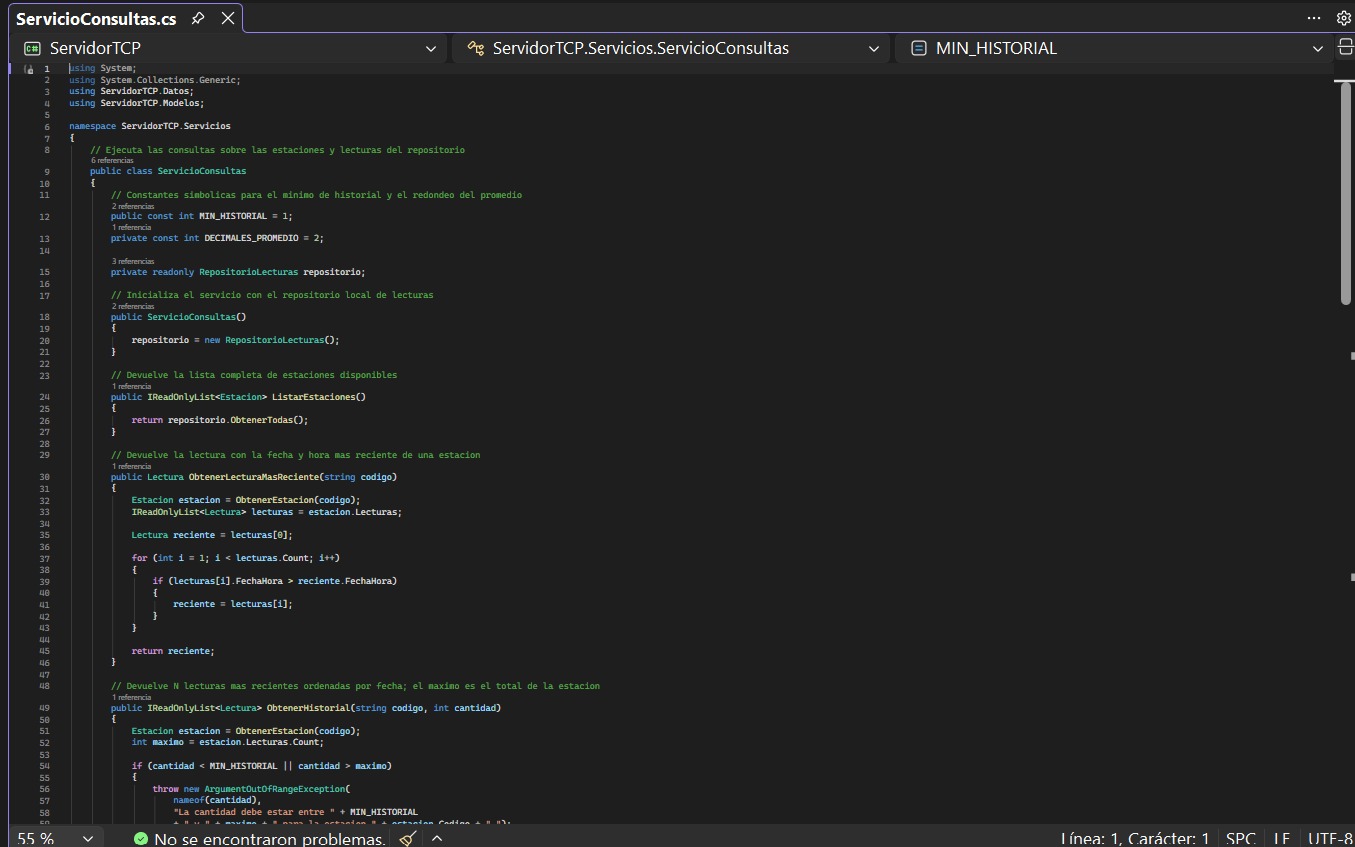 ServicioConsultas.cs
ServidorTCP ServidorTCP.Servicios.ServicioConsultas MIN_HISTORIAL
1 using System;
2 using System.Collections.Generic;
3 using ServidorTCP.Datos;
4 using ServidorTCP.Modelos;
5
6 namespace ServidorTCP.Servicios
7 {
8 // Ejecuta las consultas sobre las estaciones y lecturas del repositorio
6 referencias
9 public class ServicioConsultas
10 {
11 // Constantes simbolicas para el minimo de historial y el redondeo del promedio
2 referencias
12 public const int MIN_HISTORIAL = 1;
1 referencia
13 private const int DECIMALES_PROMEDIO = 2;
14
3 referencias
15 private readonly RepositorioLecturas repositorio;
16
17 // Inicializa el servicio con el repositorio local de lecturas
2 referencias
18 public ServicioConsultas()
19 {
20 repositorio = new RepositorioLecturas();
21 }
22
23 // Devuelve la lista completa de estaciones disponibles
1 referencia
24 public IReadOnlyList<Estacion> ListarEstaciones()
25 {
26 return repositorio.ObtenerTodas();
27 }
28
29 // Devuelve la lectura con la fecha y hora mas reciente de una estacion
1 referencia
30 public Lectura ObtenerLecturaMasReciente(string codigo)
31 {
32 Estacion estacion = ObtenerEstacion(codigo);
33 IReadOnlyList<Lectura> lecturas = estacion.Lecturas;
34
35 Lectura reciente = lecturas[0];
36
37 for (int i = 1; i < lecturas.Count; i++)
38 {
39 if (lecturas[i].FechaHora > reciente.FechaHora)
40 {
41 reciente = lecturas[i];
42 }
43 }
44
45 return reciente;
46 }
47
48 // Devuelve N lecturas mas recientes ordenadas por fecha; el maximo es el total de la estacion
1 referencia
49 public IReadOnlyList<Lectura> ObtenerHistorial(string codigo, int cantidad)
50 {
51 Estacion estacion = ObtenerEstacion(codigo);
52 int maximo = estacion.Lecturas.Count;
53
54 if (cantidad < MIN_HISTORIAL || cantidad > maximo)
55 {
56 throw new ArgumentOutOfRangeException(
57 nameof(cantidad),
58 "La cantidad debe estar entre " + MIN_HISTORIAL
59 + " y " + maximo + " para la estacion " + estacion.Codigo + ".");
55 % No se encontraron problemas. Línea: 1, Carácter: 1 SPC LF UTF-8